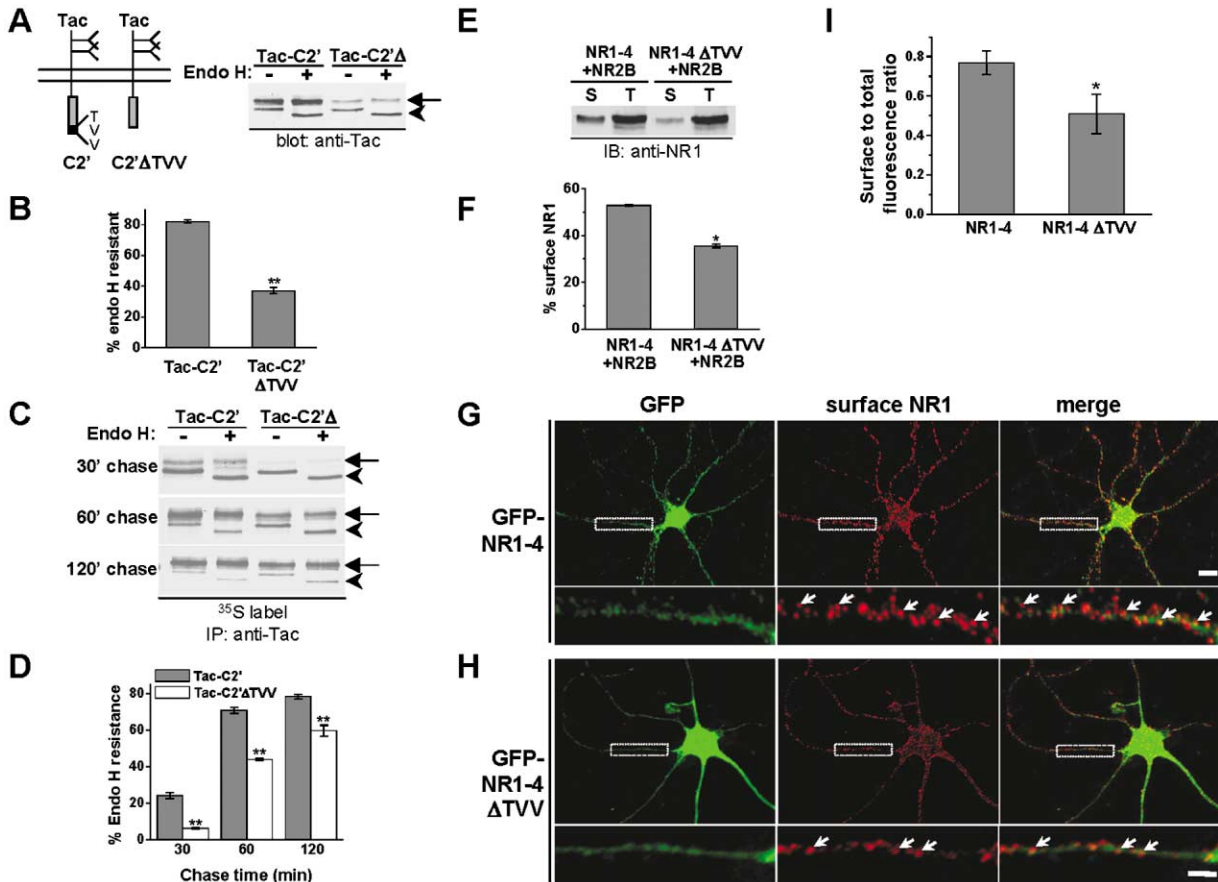 A
Tac Tac
T
V
V
C2' C2'ΔTVV
Tac-C2' Tac-C2'Δ
Endo H: - + - +
blot: anti-Tac
B
% endo H resistant
80
60
40
20
0
**
Tac-C2' Tac-C2'
ΔTVV
C
Tac-C2' Tac-C2'Δ
Endo H: - + - +
30' chase
60' chase
120' chase
35S label
IP: anti-Tac
D
% Endo H resistance
80
60
40
20
0
Tac-C2'
Tac-C2'ΔTVV
**
**
**
30 60 120
Chase time (min)
E
NR1-4 NR1-4 ΔTVV
+NR2B +NR2B
S T S T
IB: anti-NR1
F
% surface NR1
60
40
20
0
*
NR1-4 NR1-4 ΔTVV
+NR2B +NR2B
I
Surface to total
fluorescence ratio
0.8
0.6
0.4
0.2
0.0
*
NR1-4 NR1-4 ΔTVV
G
GFP surface NR1 merge
GFP-
NR1-4
H
GFP-
NR1-4
ΔTVV